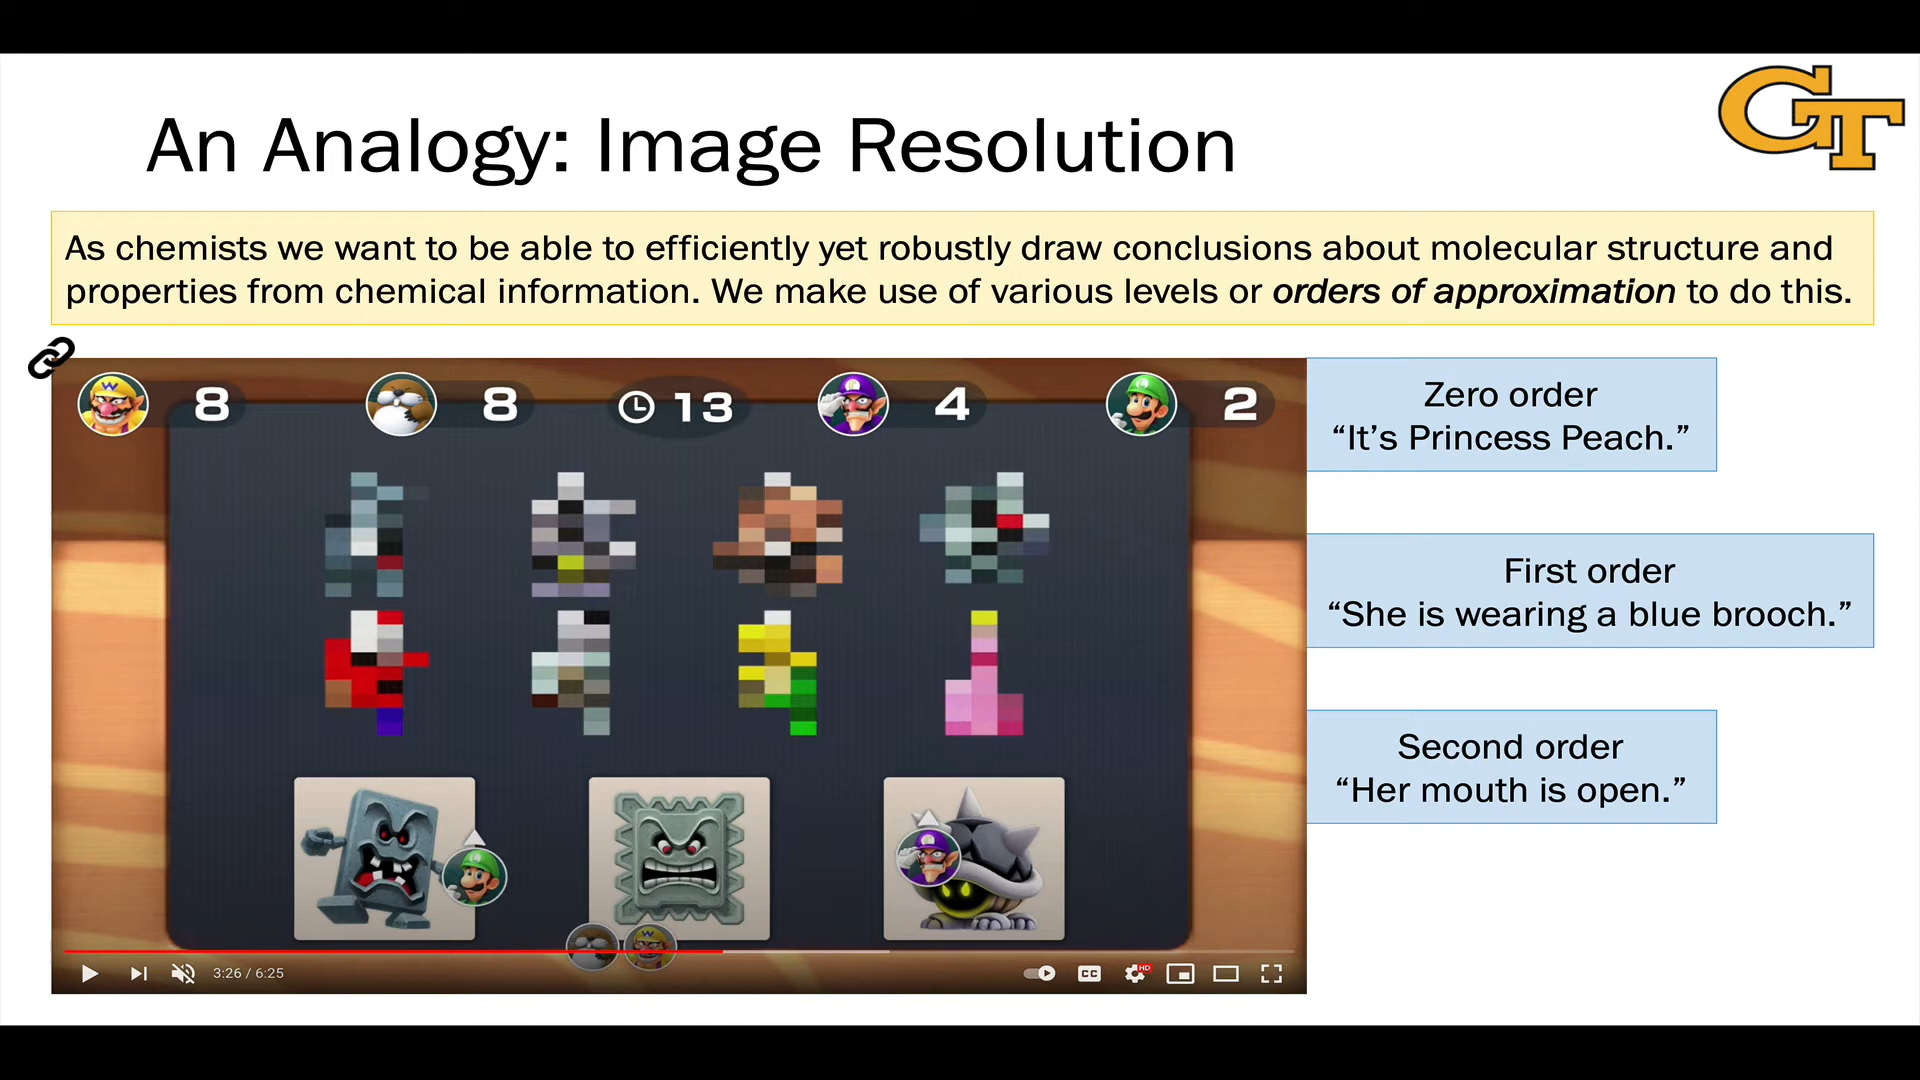 An Analogy: Image Resolution
GT
As chemists we want to be able to efficiently yet robustly draw conclusions about molecular structure and
properties from chemical information. We make use of various levels or orders of approximation to do this.
8 8 13 4 2
Zero order
“It’s Princess Peach.”
First order
“She is wearing a blue brooch.”
Second order
“Her mouth is open.”
3:26 / 6:25
CC HD